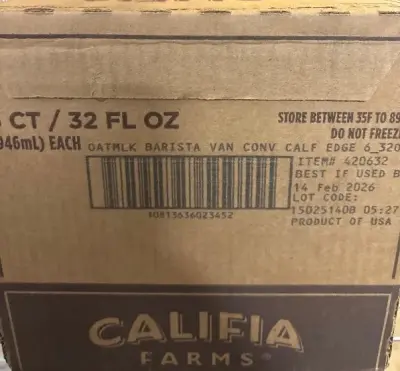 CT / 32 FL OZ
946mL) EACH
STORE BETWEEN 35F TO 89
DO NOT FREEZE
OATMLK BARISTA VAN CONV CALF EDGE 6_32O
ITEM# 420632
BEST IF USED B
14 Feb 2026
LOT CODE:
15025140B 05:27
PRODUCT OF USA
10813636023452
CALIFIA
FARMS®